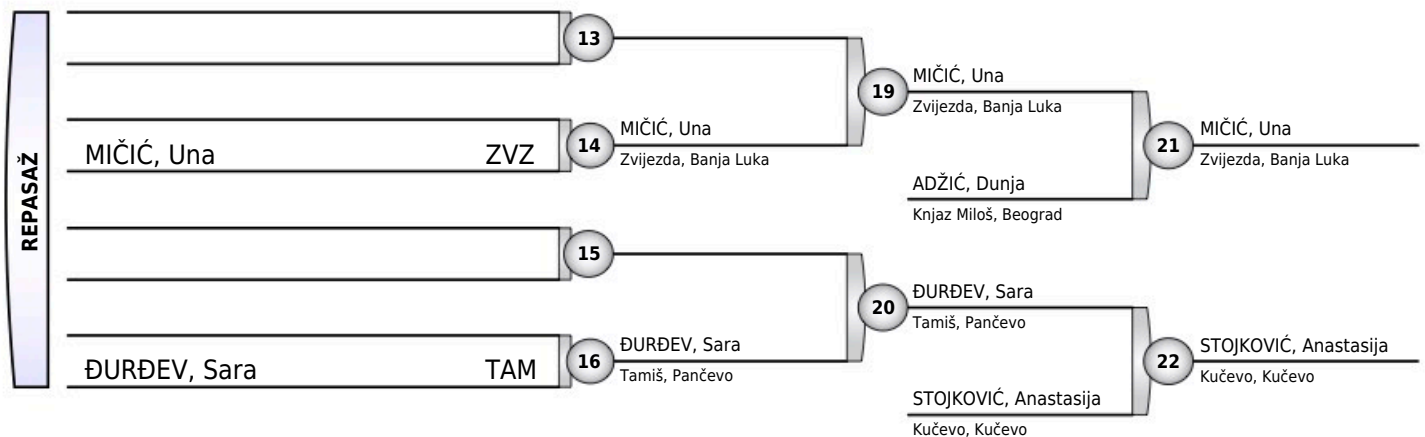 REPASAŽ
13
MIČIĆ, Una ZVZ
14
MIČIĆ, Una
Zvijezda, Banja Luka
19
MIČIĆ, Una
Zvijezda, Banja Luka
ADŽIĆ, Dunja
Knjaz Miloš, Beograd
21
MIČIĆ, Una
Zvijezda, Banja Luka
15
ĐURĐEV, Sara TAM
16
ĐURĐEV, Sara
Tamiš, Pančevo
20
ĐURĐEV, Sara
Tamiš, Pančevo
STOJKOVIĆ, Anastasija
Kučevo, Kučevo
22
STOJKOVIĆ, Anastasija
Kučevo, Kučevo